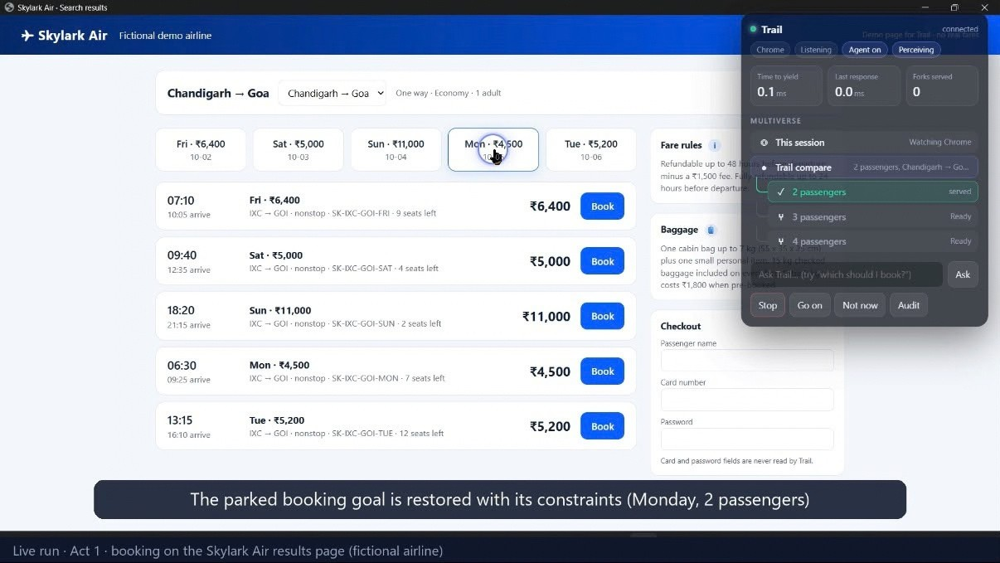 Skylark Air - Search results
Skylark Air
Fictional demo airline
Chandigarh → Goa
Chandigarh → Goa
One way · Economy · 1 adult
Fri · ₹6,400
10-02
Sat · ₹5,000
10-03
Sun · ₹11,000
10-04
Mon · ₹4,500
Tue · ₹5,200
10-06
07:10
10:05 arrive
Fri · ₹6,400
IXC → GOI · nonstop · SK-IXC-GOI-FRI · 9 seats left
₹6,400
Book
09:40
12:35 arrive
Sat · ₹5,000
IXC → GOI · nonstop · SK-IXC-GOI-SAT · 4 seats left
₹5,000
Book
18:20
21:15 arrive
Sun · ₹11,000
IXC → GOI · nonstop · SK-IXC-GOI-SUN · 2 seats left
₹11,000
Book
06:30
09:25 arrive
Mon · ₹4,500
IXC → GOI · nonstop · SK-IXC-GOI-MON · 7 seats left
₹4,500
Book
13:15
16:10 arrive
Tue · ₹5,200
IXC → GOI · nonstop · SK-IXC-GOI-TUE · 12 seats left
₹5,200
Book
Fare rules
Refundable up to 48 hours before
minus a ₹1,500 fee. Fully refundable up to 24
hours before departure.
Baggage
One cabin bag up to 7 kg
plus one small personal item. 15 kg checked
baggage included on
costs ₹1,800 when pre-booked.
Checkout
Passenger name
Card number
Password
Card and password fields are never read by Trail.
Trail
connected
Demo page for Trail - no real fares
Chrome
Listening
Agent on
Perceiving
Time to yield
0.1 ms
Last response
0.0 ms
Forks served
0
MULTIVERSE
This session
Watching Chrome
Trail compare
2 passengers, Chandigarh → Go...
2 passengers
served
3 passengers
Ready
4 passengers
Ready
Ask Trail... (try "which should I book?")
Ask
Stop
Go on
Not now
Audit
The parked booking goal is restored with its constraints (Monday, 2 passengers)
Live run · Act 1 · booking on the Skylark Air results page (fictional airline)